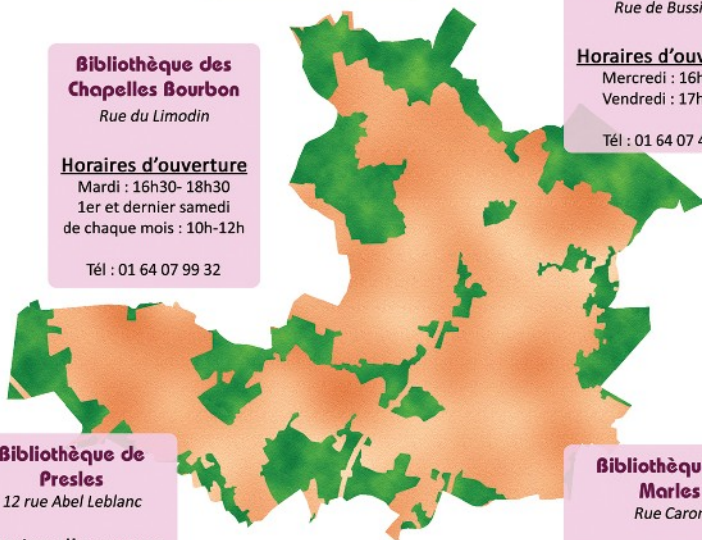 Bibliothèque des
Chapelles Bourbon
Rue du Limodin
Horaires d'ouverture
Mardi : 16h30- 18h30
1er et dernier samedi
de chaque mois : 10h-12h
Tél : 01 64 07 99 32
Rue de Bussi
Horaires d'ouv
Mercredi : 16h
Vendredi : 17h
Tél : 01 64 07 4
Bibliothèque de
Presles
12 rue Abel Leblanc
Bibliothèqu
Marles
Rue Caron